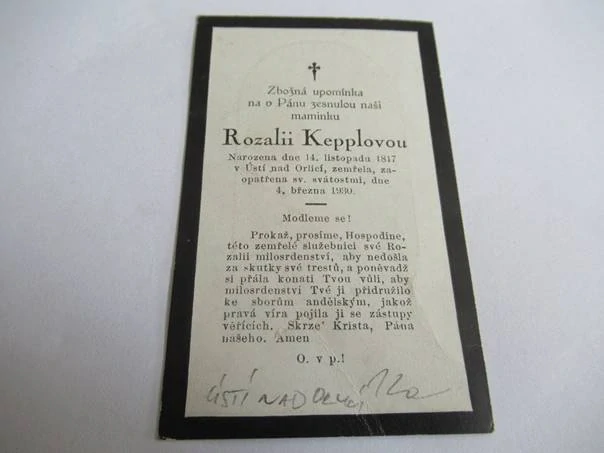 Zbožná upomínka
na o Pánu zesnulou naši
maminku
Rozalii Kepplovou
Narozena dne 14. listopadu 1847
v Ústí nad Orlicí, zemřela, za-
opatřena sv. svátostmi, dne
4. března 1930.
Modleme se!
Prokaž, prosíme, Hospodine,
této zemřelé služebnici své Ro-
zalii milosrdenství, aby nedošla
za skutky své trestů, a poněvadž
si přála konati Tvou vůli, aby
milosrdenství Tvé ji přidružilo
ke sborům andělským, jakož
pravá víra pojila ji se zástupy
věřících. Skrze Krista, Pána
našeho. Amen
O. v p.!
ÚSTÍ NAD